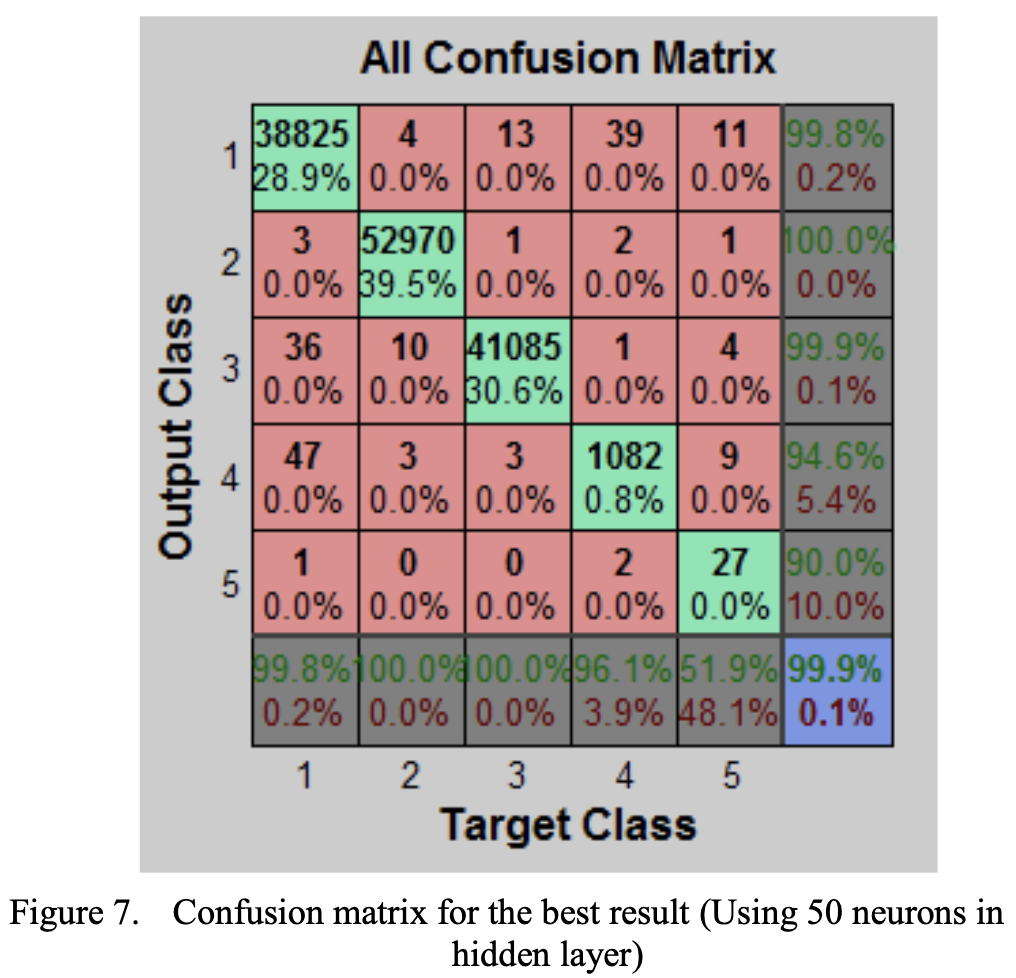 All Confusion Matrix
1 38825 4 13 39 11 99.8%
28.9% 0.0% 0.0% 0.0% 0.0% 0.2%
2 3 52970 1 2 1 100.0%
0.0% 39.5% 0.0% 0.0% 0.0% 0.0%
3 36 10 41085 1 4 99.9%
0.0% 0.0% 30.6% 0.0% 0.0% 0.1%
4 47 3 3 1082 9 94.6%
0.0% 0.0% 0.0% 0.8% 0.0% 5.4%
5 1 0 0 2 27 90.0%
0.0% 0.0% 0.0% 0.0% 0.0% 10.0%
99.8% 100.0% 100.0% 96.1% 51.9% 99.9%
0.2% 0.0% 0.0% 3.9% 48.1% 0.1%
1 2 3 4 5
Output Class
Target Class
Figure 7. Confusion matrix for the best result (Using 50 neurons in
hidden layer)